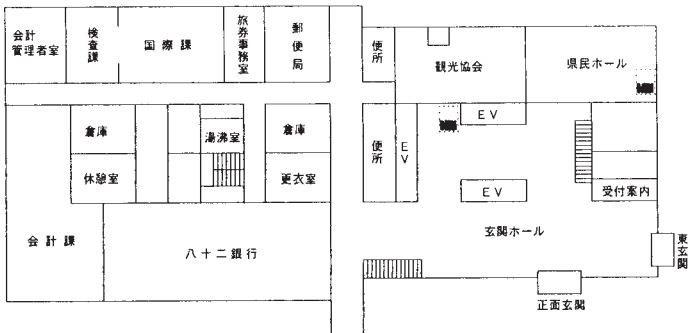 会計
管理者室
検査課
国際課
旅券事務室
郵便局
便所
観光協会
県民ホール
倉庫
湯沸室
倉庫
便所
EV
EV
休憩室
更衣室
EV
受付案内
会計課
八十二銀行
玄関ホール
東玄関
正面玄関